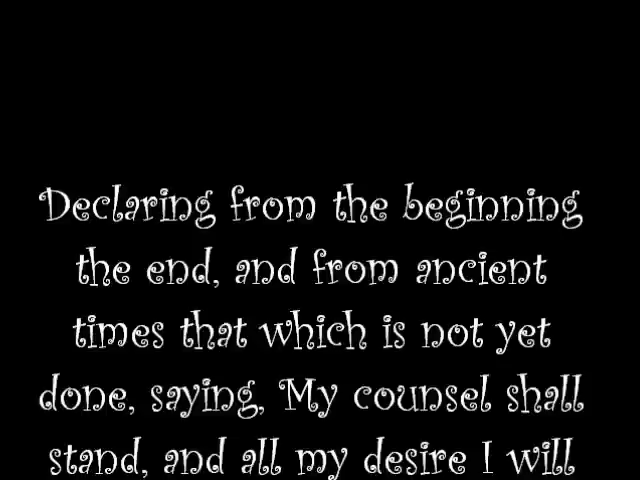 Declaring from the beginning
the end, and from ancient
times that which is not yet
done, saying, My counsel shall
stand, and all my desire I will